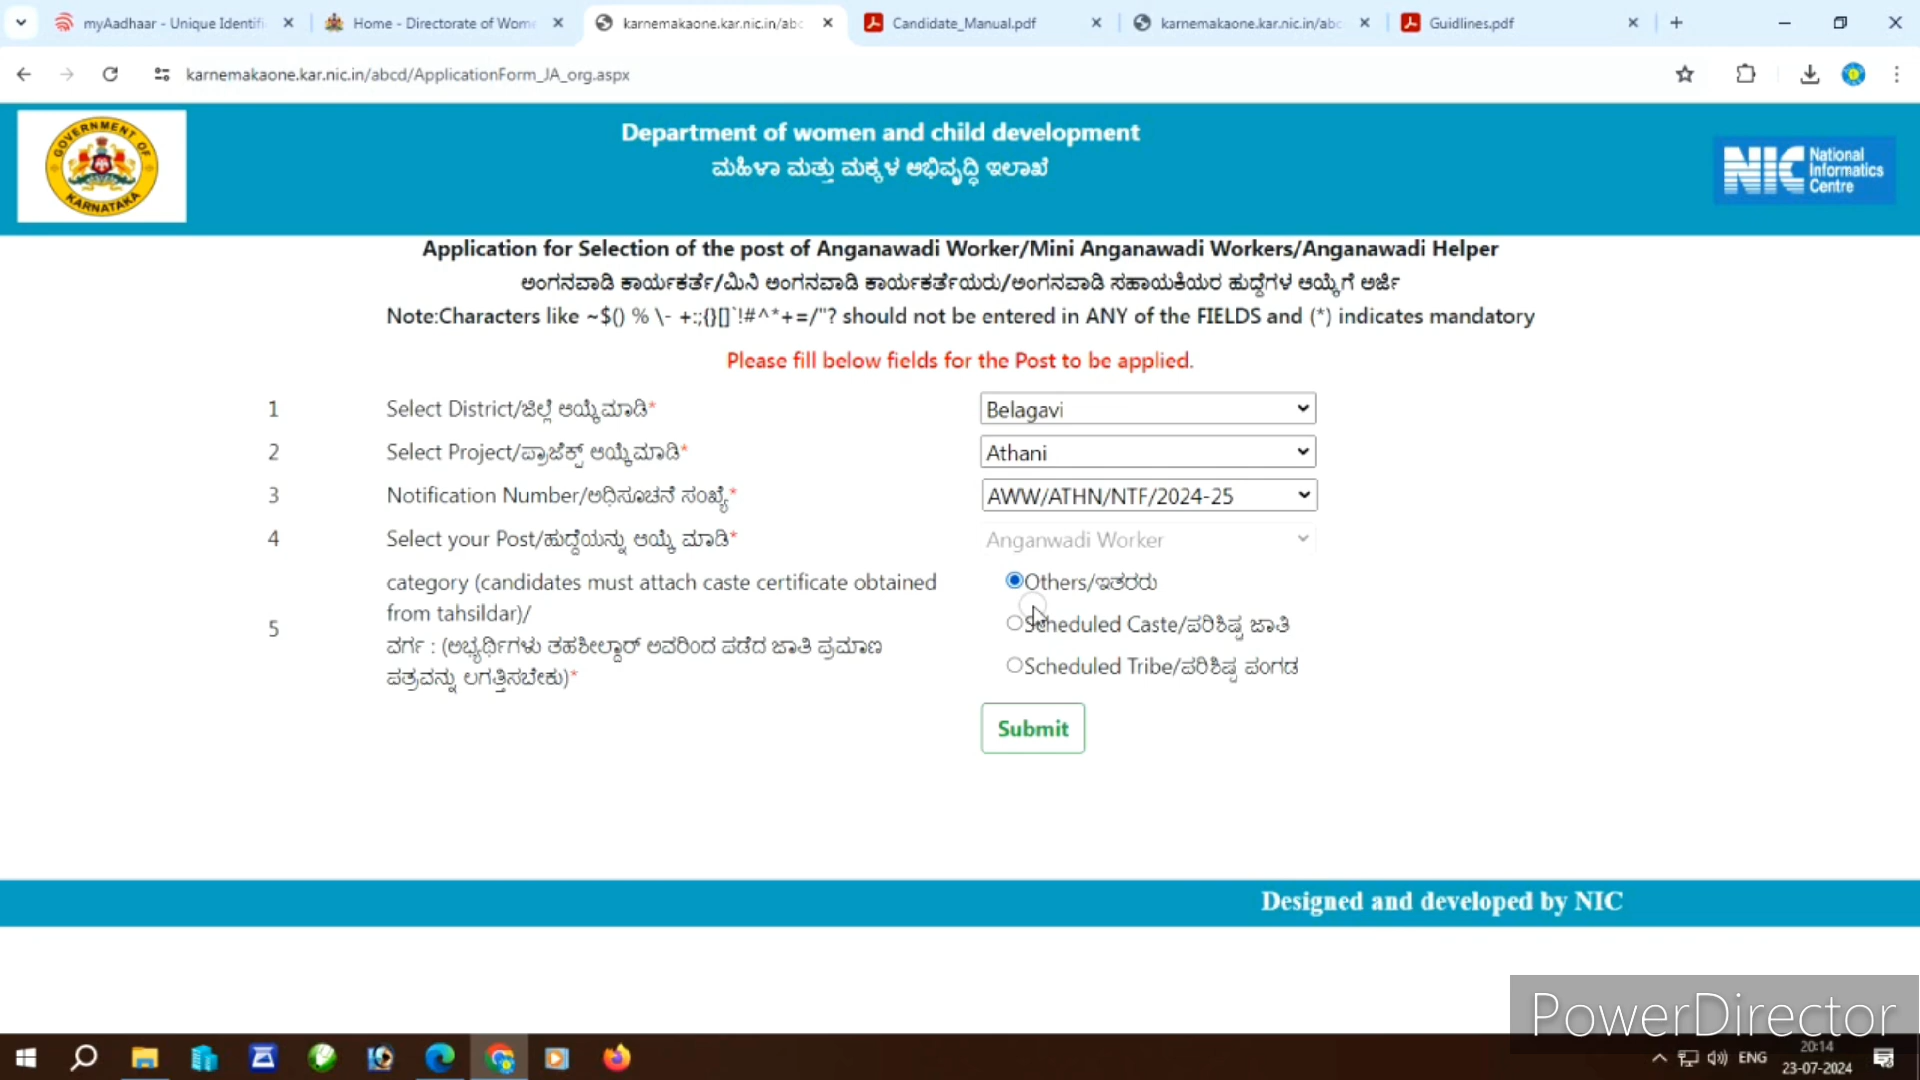 myAadhaar - Unique Identifi
Home - Directorate of Wome
karnemakaone.kar.nic.in/abc
Candidate_Manual.pdf
karnemakaone.kar.nic.in/abc
Guidlines.pdf
karnemakaone.kar.nic.in/abcd/ApplicationForm_JA_org.aspx
GOVERNMENT OF
KARNATAKA
Department of women and child development
ಮಹಿಳಾ ಮತ್ತು ಮಕ್ಕಳ ಅಭಿವೃದ್ಧಿ ಇಲಾಖೆ
NIC National Informatics Centre
Application for Selection of the post of Anganawadi Worker/Mini Anganawadi Workers/Anganawadi Helper
ಅಂಗನವಾಡಿ ಕಾರ್ಯಕರ್ತೆ/ಮಿನಿ ಅಂಗನವಾಡಿ ಕಾರ್ಯಕರ್ತೆಯರು/ಅಂಗನವಾಡಿ ಸಹಾಯಕಿಯರ ಹುದ್ದೆಗಳ ಆಯ್ಕೆಗೆ ಅರ್ಜಿ
Note:Characters like ~$() % \- +:;{}[]`!#^*+=/"? should not be entered in ANY of the FIELDS and (*) indicates mandatory
Please fill below fields for the Post to be applied.
1 Select District/ಜಿಲ್ಲೆ ಆಯ್ಕೆಮಾಡಿ* Belagavi
2 Select Project/ಪ್ರಾಜೆಕ್ಟ್ ಆಯ್ಕೆಮಾಡಿ* Athani
3 Notification Number/ಅಧಿಸೂಚನೆ ಸಂಖ್ಯೆ* AWW/ATHN/NTF/2024-25
4 Select your Post/ಹುದ್ದೆಯನ್ನು ಆಯ್ಕೆ ಮಾಡಿ* Anganwadi Worker
category (candidates must attach caste certificate obtained
from tahsildar)/
5
ವರ್ಗ : (ಅಭ್ಯರ್ಥಿಗಳು ತಹಶೀಲ್ದಾರ್ ಅವರಿಂದ ಪಡೆದ ಜಾತಿ ಪ್ರಮಾಣ
ಪತ್ರವನ್ನು ಲಗತ್ತಿಸಬೇಕು)*
Others/ಇತರರು
Scheduled Caste/ಪರಿಶಿಷ್ಟ ಜಾತಿ
Scheduled Tribe/ಪರಿಶಿಷ್ಟ ಪಂಗಡ
Submit
Designed and developed by NIC
PowerDirector
ENG
20:14
23-07-2024